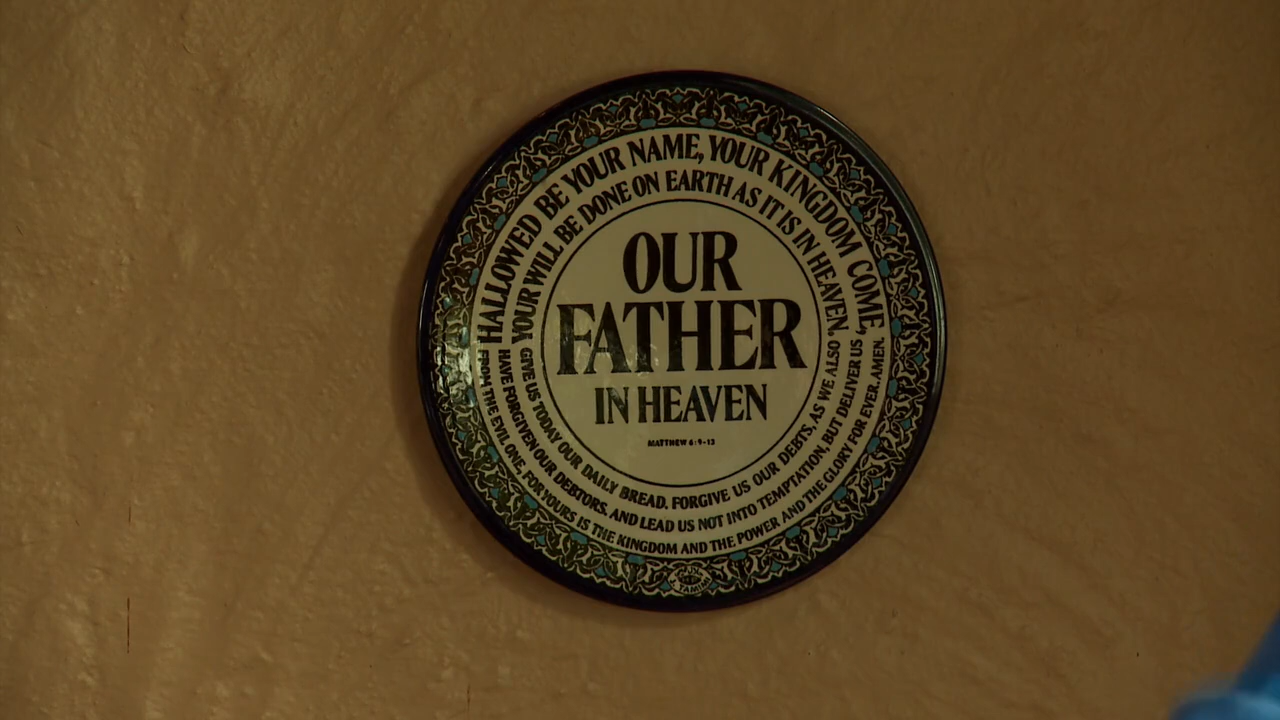 OUR
FATHER
IN HEAVEN
MATTHEW 6:9-13
HALLOWED BE YOUR NAME, YOUR KINGDOM COME,
YOUR WILL BE DONE ON EARTH AS IT IS IN HEAVEN.
GIVE US TODAY OUR DAILY BREAD. FORGIVE US OUR DEBTS, AS WE ALSO
HAVE FORGIVEN OUR DEBTORS. AND LEAD US NOT INTO TEMPTATION, BUT DELIVER US
FROM THE EVIL ONE, FOR YOURS IS THE KINGDOM AND THE POWER AND THE GLORY FOR EVER. AMEN.